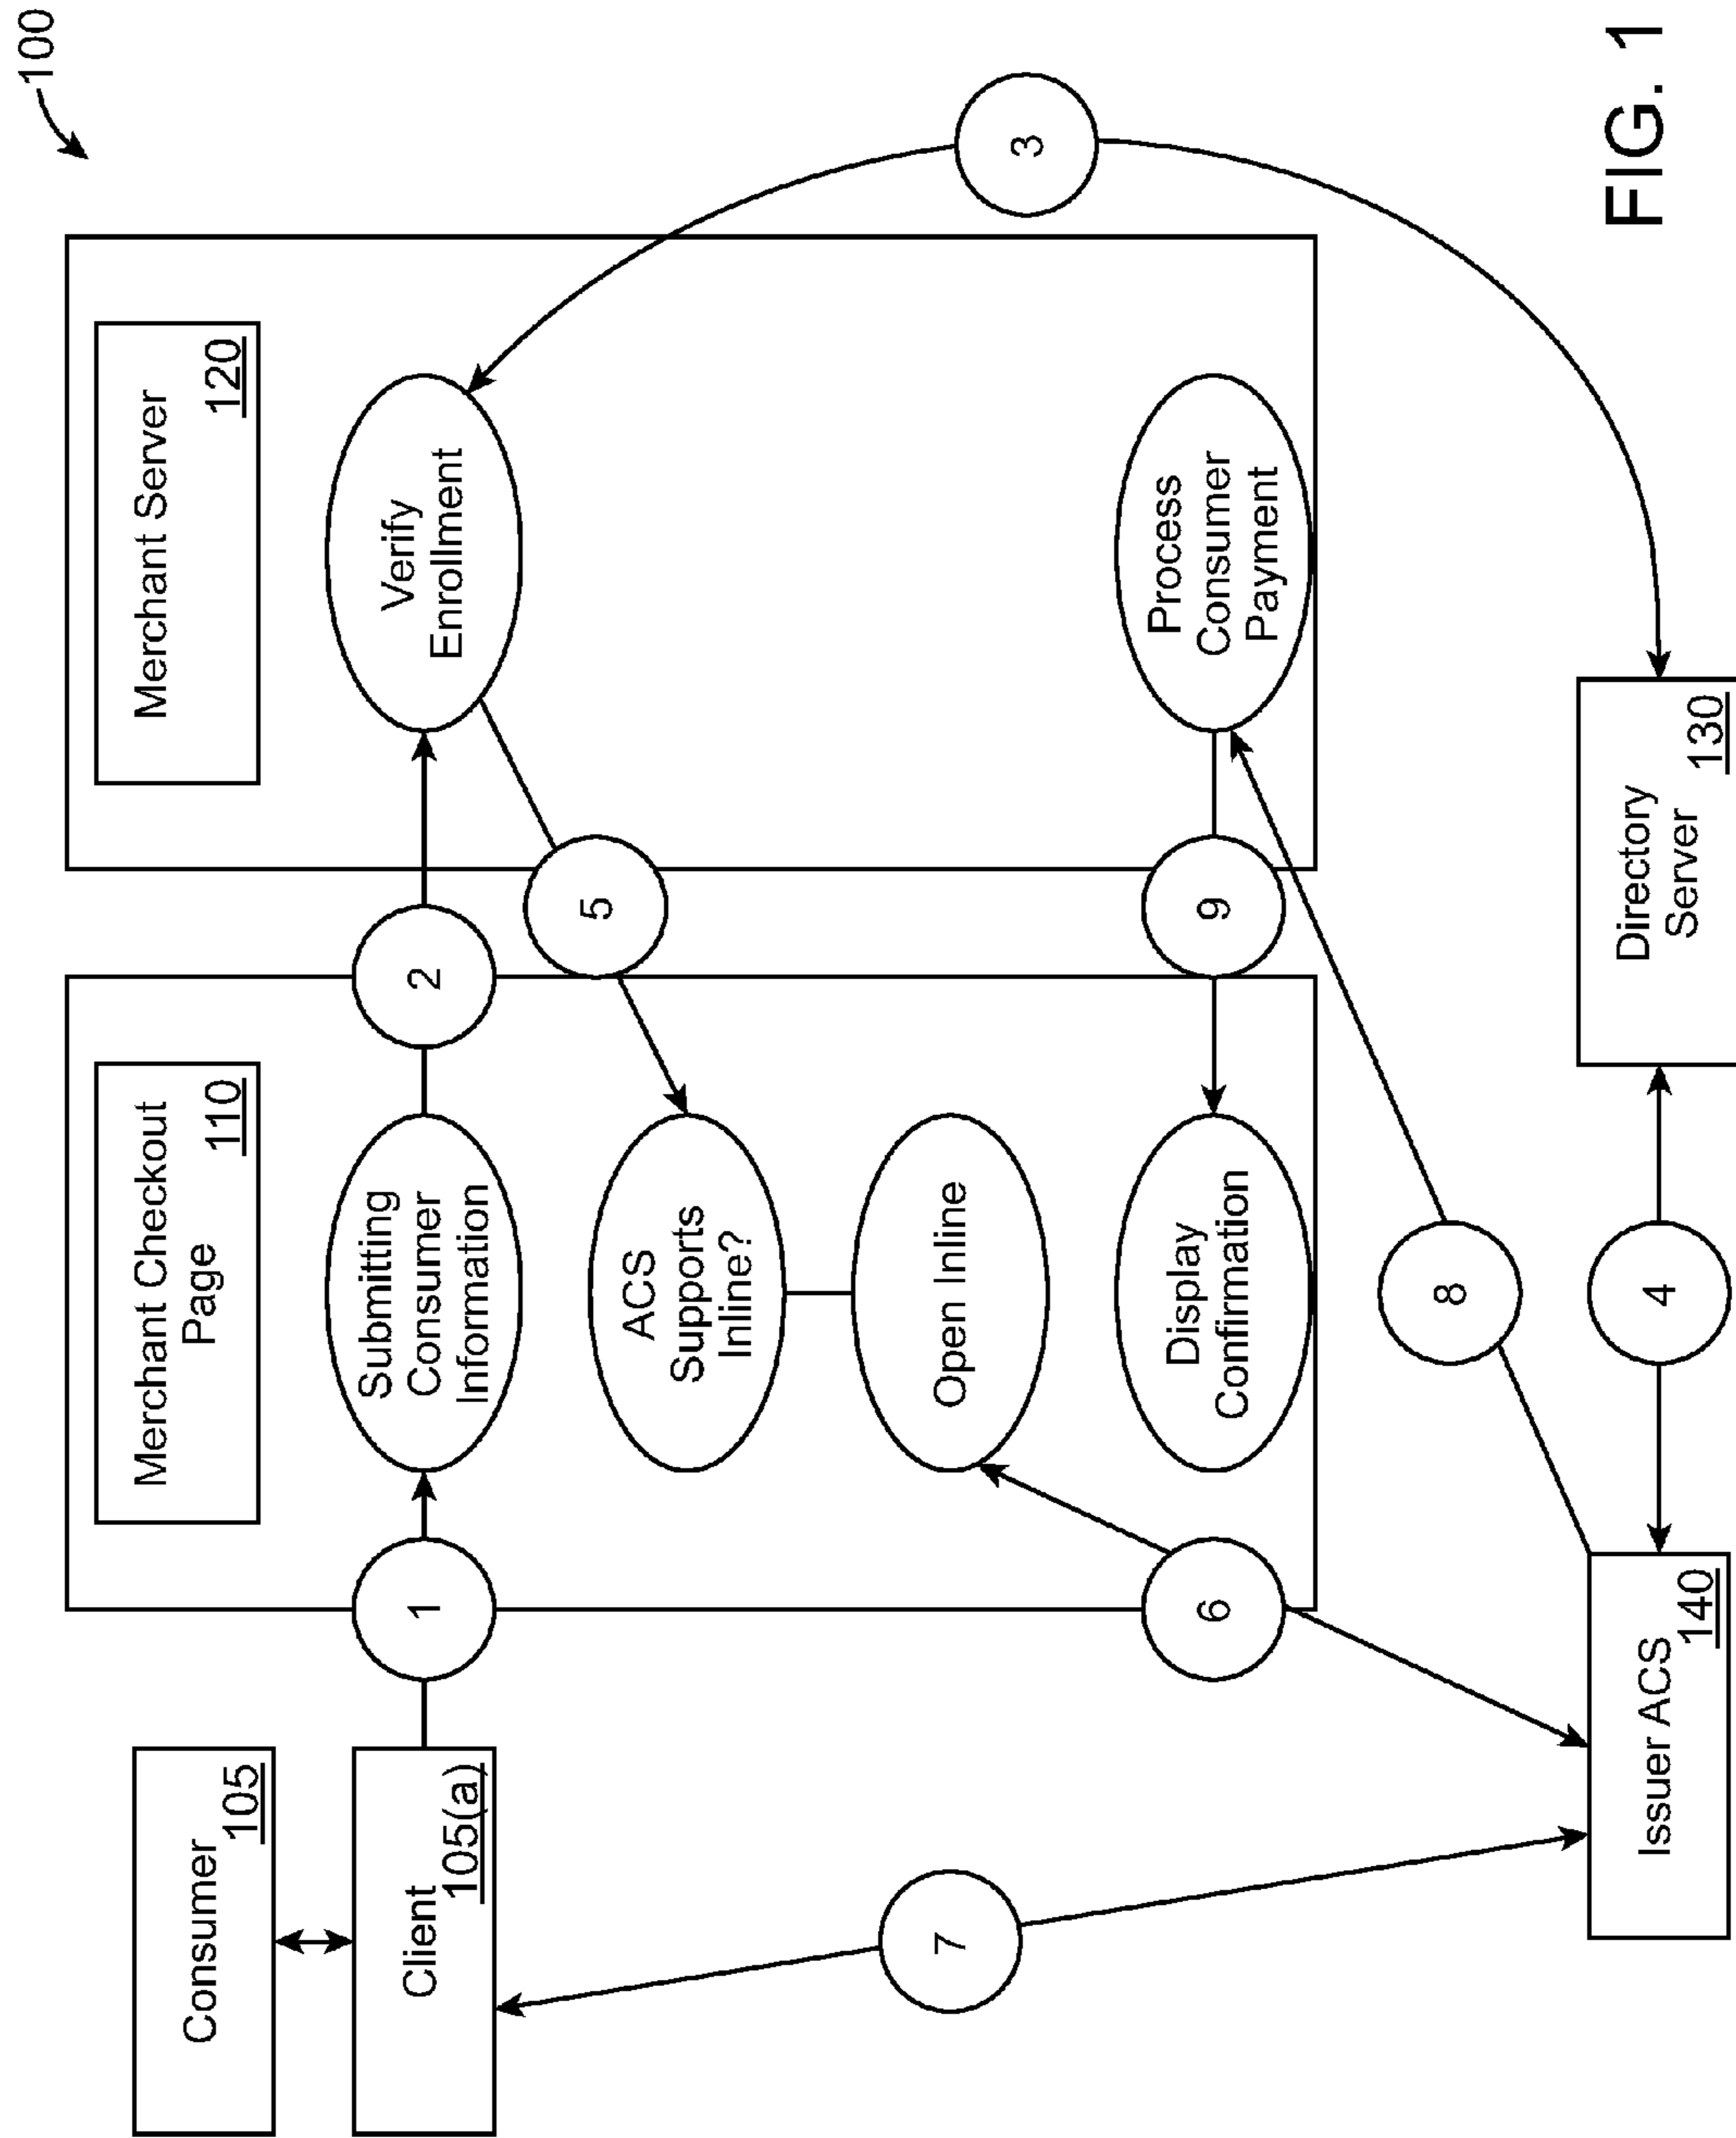 100
Consumer
105
Client
105(a)
Merchant Checkout
Page
110
Merchant Server
120
1
Submitting
Consumer
Information
2
Verify
Enrollment
3
ACS
Supports
Inline?
5
Open Inline
7
6
Display
Confirmation
9
Process
Consumer
Payment
8
Issuer ACS
140
4
Directory
Server
130
FIG. 1